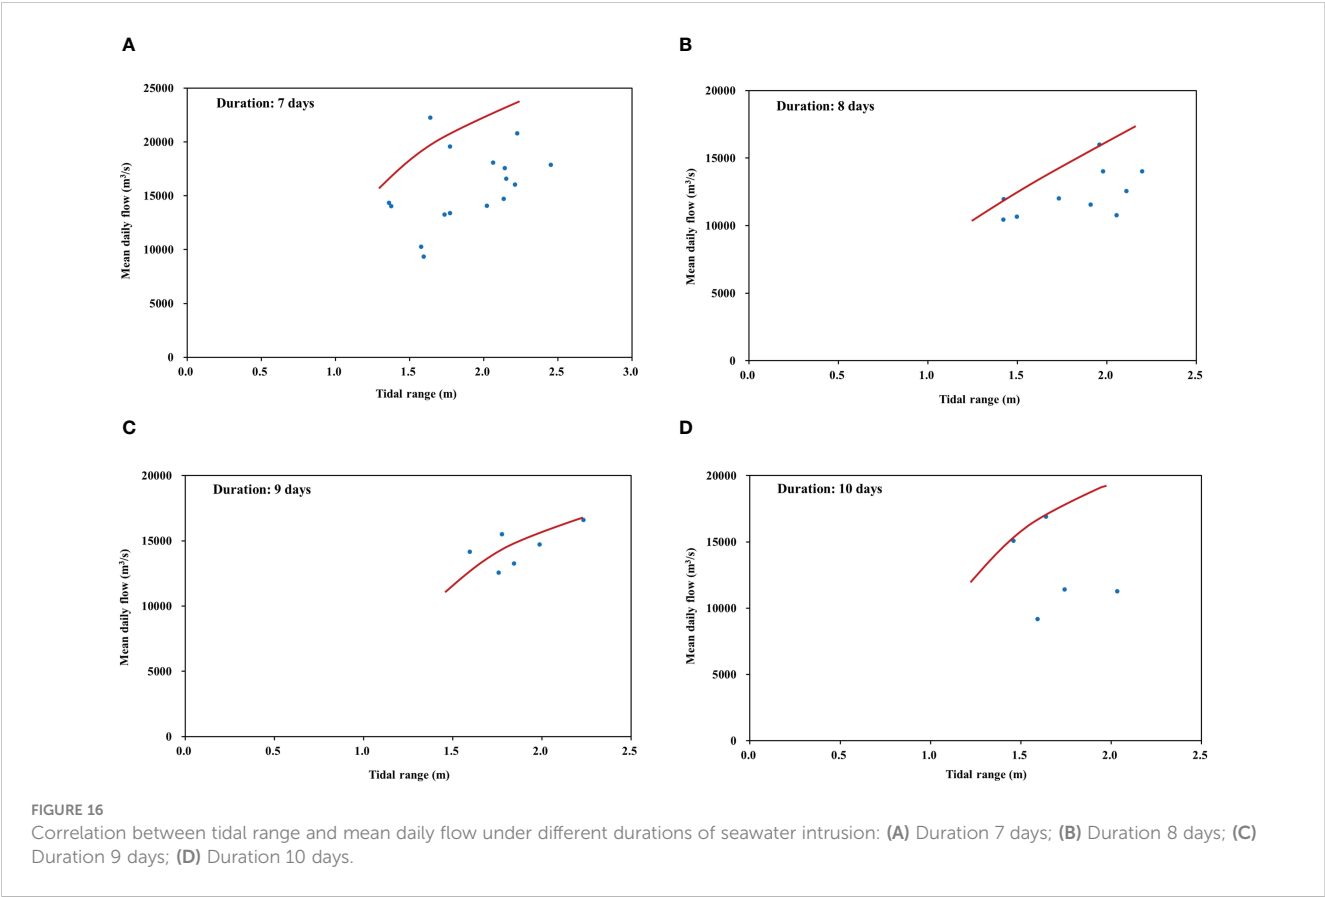 A
Duration: 7 days
Mean daily flow (m³/s)
25000
20000
15000
10000
5000
0
0.0 0.5 1.0 1.5 2.0 2.5 3.0
Tidal range (m)
B
Duration: 8 days
Mean daily flow (m³/s)
20000
15000
10000
5000
0
0.0 0.5 1.0 1.5 2.0 2.5
Tidal range (m)
C
Duration: 9 days
Mean daily flow (m³/s)
20000
15000
10000
5000
0
0.0 0.5 1.0 1.5 2.0 2.5
Tidal range (m)
D
Duration: 10 days
Mean daily flow (m³/s)
20000
15000
10000
5000
0
0.0 0.5 1.0 1.5 2.0 2.5
Tidal range (m)
FIGURE 16
Correlation between tidal range and mean daily flow under different durations of seawater intrusion: (A) Duration 7 days; (B) Duration 8 days; (C)
Duration 9 days; (D) Duration 10 days.